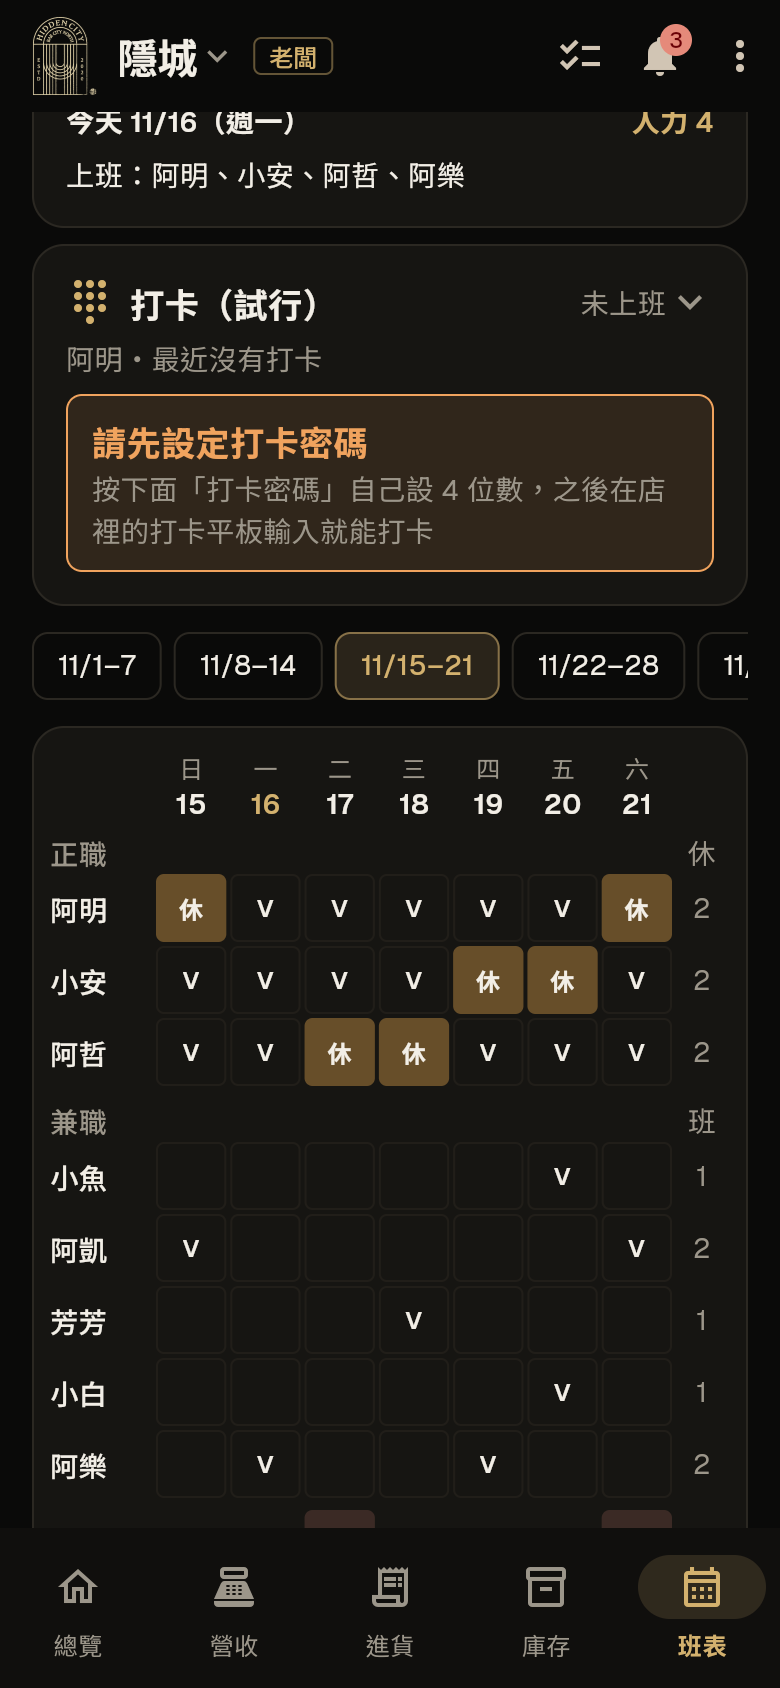 HIDDENCITY
隱城
老闆
3
今天 11/16（週一） 人力 4
上班：阿明、小安、阿哲、阿樂
打卡（試行） 未上班
阿明・最近沒有打卡
請先設定打卡密碼
按下面「打卡密碼」自己設 4 位數，之後在店
裡的打卡平板輸入就能打卡
11/1–7 11/8–14 11/15–21 11/22–28 11/
日 一 二 三 四 五 六
15 16 17 18 19 20 21
正職 休
阿明 休 V V V V V 休 2
小安 V V V V 休 休 V 2
阿哲 V V 休 休 V V V 2
兼職 班
小魚 V 1
阿凱 V V 2
芳芳 V 1
小白 V 1
阿樂 V V 2
總覽 營收 進貨 庫存 班表